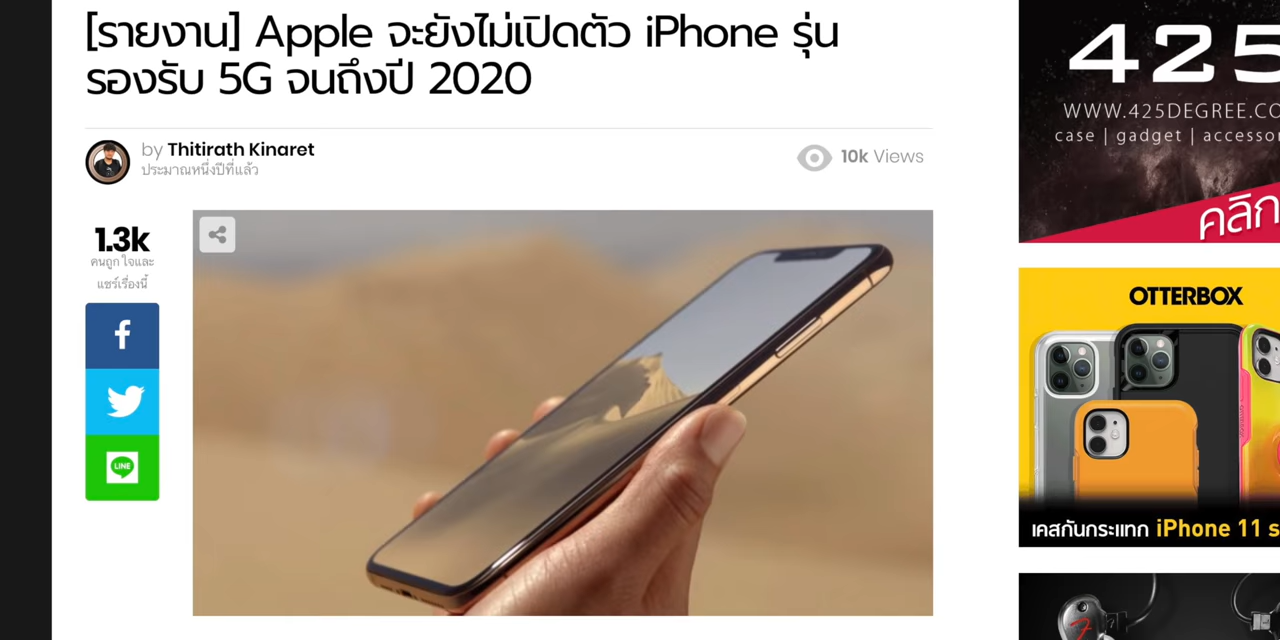 [รายงาน] Apple จะยังไม่เปิดตัว iPhone รุ่น
รองรับ 5G จนถึงปี 2020
by Thitirath Kinaret
ประมาณหนึ่งปีที่แล้ว
10k Views
1.3k
คนถูกใจและ
แชร์เรื่องนี้
LINE
425
WWW.425DEGREE.CO
case | gadget | accessor
คลิก
OTTERBOX
เคสกันกระแทก iPhone 11 s